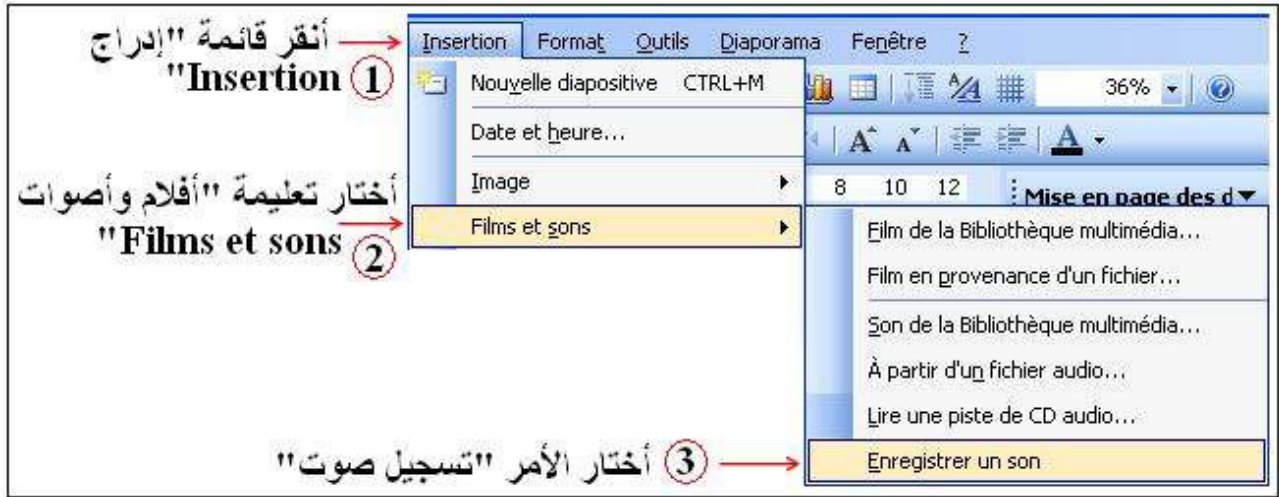 أنقر قائمة "إدراج
Insertion" ①
Insertion Format Outils Diaporama Fenêtre ?
Nouvelle diapositive CTRL+M
36%
Date et heure...
A A A
أختار تعليمة "أفلام وأصوات
Films et sons" ②
Image
8 10 12
Mise en page des d
Films et sons
Film de la Bibliothèque multimédia...
Film en provenance d'un fichier...
Son de la Bibliothèque multimédia...
À partir d'un fichier audio...
Lire une piste de CD audio...
③ أختار الأمر "تسجيل صوت"
Enregistrer un son